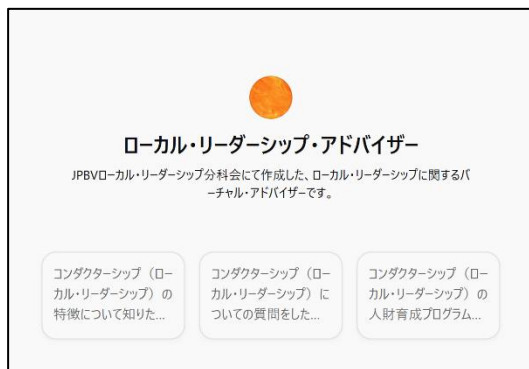 ローカル・リーダーシップ・アドバイザー
JPBVローカル・リーダーシップ分科会にて作成した、ローカル・リーダーシップに関するバ
ーチャル・アドバイザーです。
コンダクターシップ（ロー
カル・リーダーシップ）の
特徴について知りた...
コンダクターシップ（ロー
カル・リーダーシップ）に
ついての質問をした...
コンダクターシップ（ロー
カル・リーダーシップ）の
人財育成プログラム...